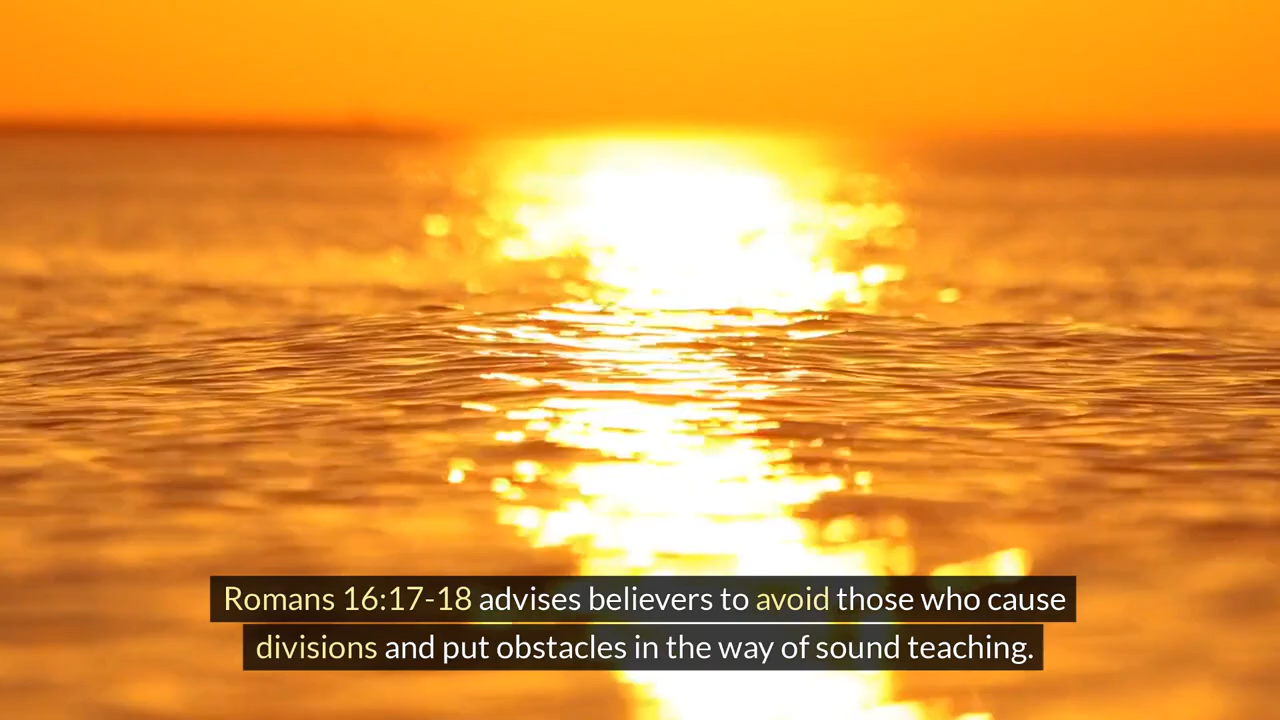 Romans 16:17-18 advises believers to avoid those who cause
divisions and put obstacles in the way of sound teaching.